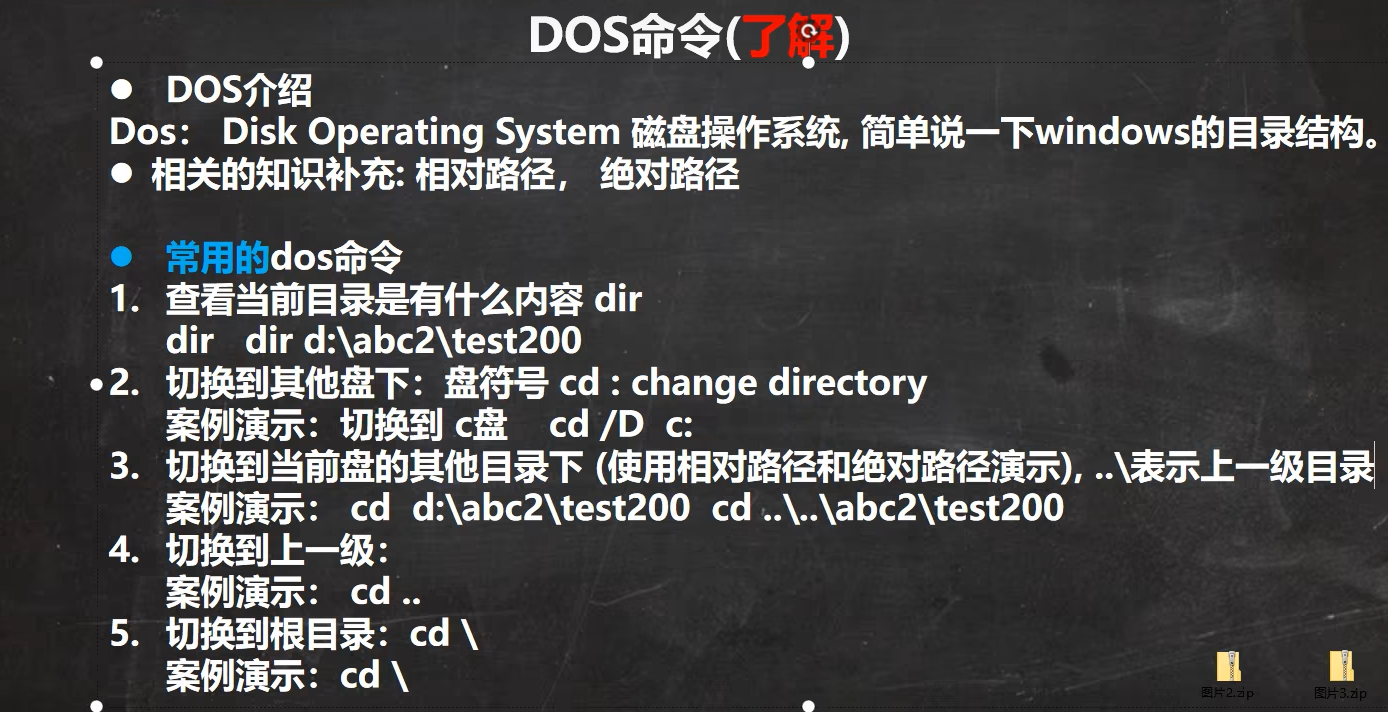 DOS命令(了解)
● DOS介绍
Dos： Disk Operating System 磁盘操作系统, 简单说一下windows的目录结构。
● 相关的知识补充: 相对路径， 绝对路径
● 常用的dos命令
1. 查看当前目录是有什么内容 dir
dir dir d:\abc2\test200
2. 切换到其他盘下：盘符号 cd : change directory
案例演示：切换到 c盘 cd /D c:
3. 切换到当前盘的其他目录下 (使用相对路径和绝对路径演示), ..\表示上一级目录
案例演示： cd d:\abc2\test200 cd ..\..\abc2\test200
4. 切换到上一级：
案例演示： cd ..
5. 切换到根目录：cd \
案例演示：cd \
图片2.zip 图片3.zip